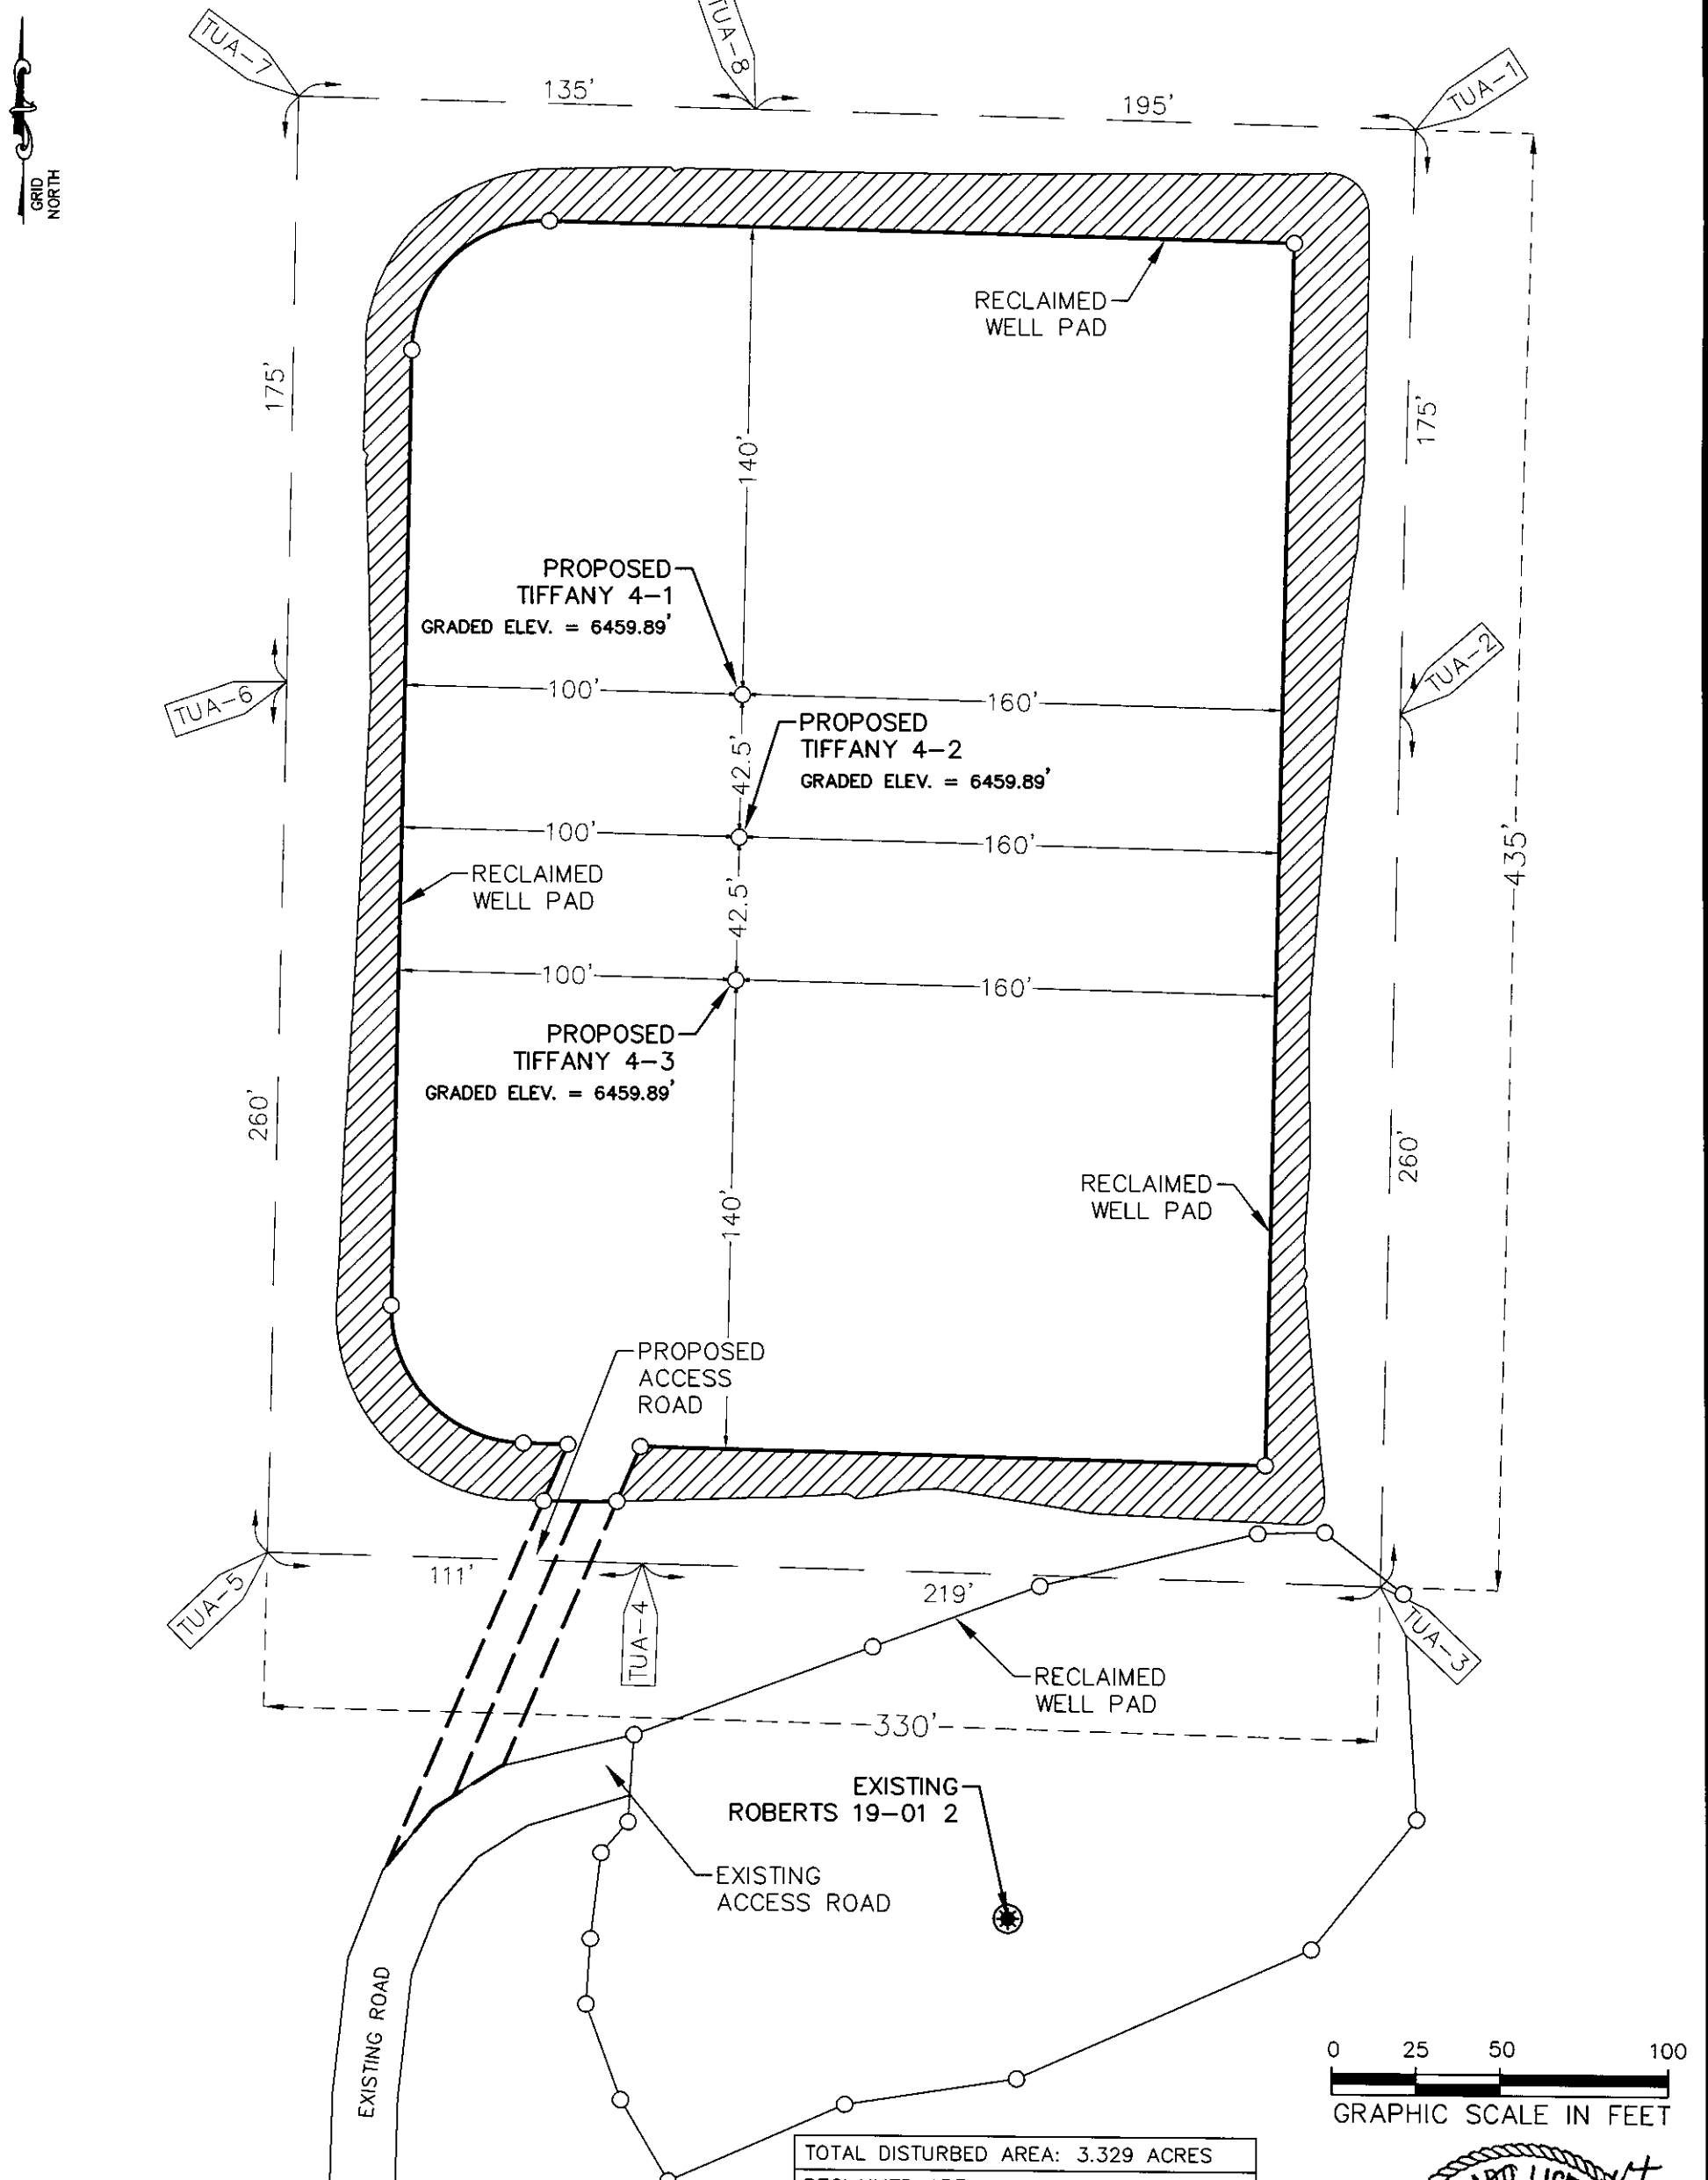 TUA-7
TUA-8
TUA-1
135'
195'
GRID
NORTH
RECLAIMED
WELL PAD
175'
175'
140'
PROPOSED
TIFFANY 4-1
GRADED ELEV. = 6459.89'
TUA-6
TUA-2
100'
160'
42.5'
PROPOSED
TIFFANY 4-2
GRADED ELEV. = 6459.89'
100'
160'
435'
RECLAIMED
WELL PAD
42.5'
100'
160'
PROPOSED
TIFFANY 4-3
GRADED ELEV. = 6459.89'
260'
260'
RECLAIMED
WELL PAD
140'
PROPOSED
ACCESS
ROAD
TUA-5
111'
TUA-4
219'
TUA-3
RECLAIMED
WELL PAD
330'
EXISTING
ROBERTS 19-01 2
EXISTING
ACCESS ROAD
EXISTING ROAD
0 25 50 100
GRAPHIC SCALE IN FEET
TOTAL DISTURBED AREA: 3.329 ACRES